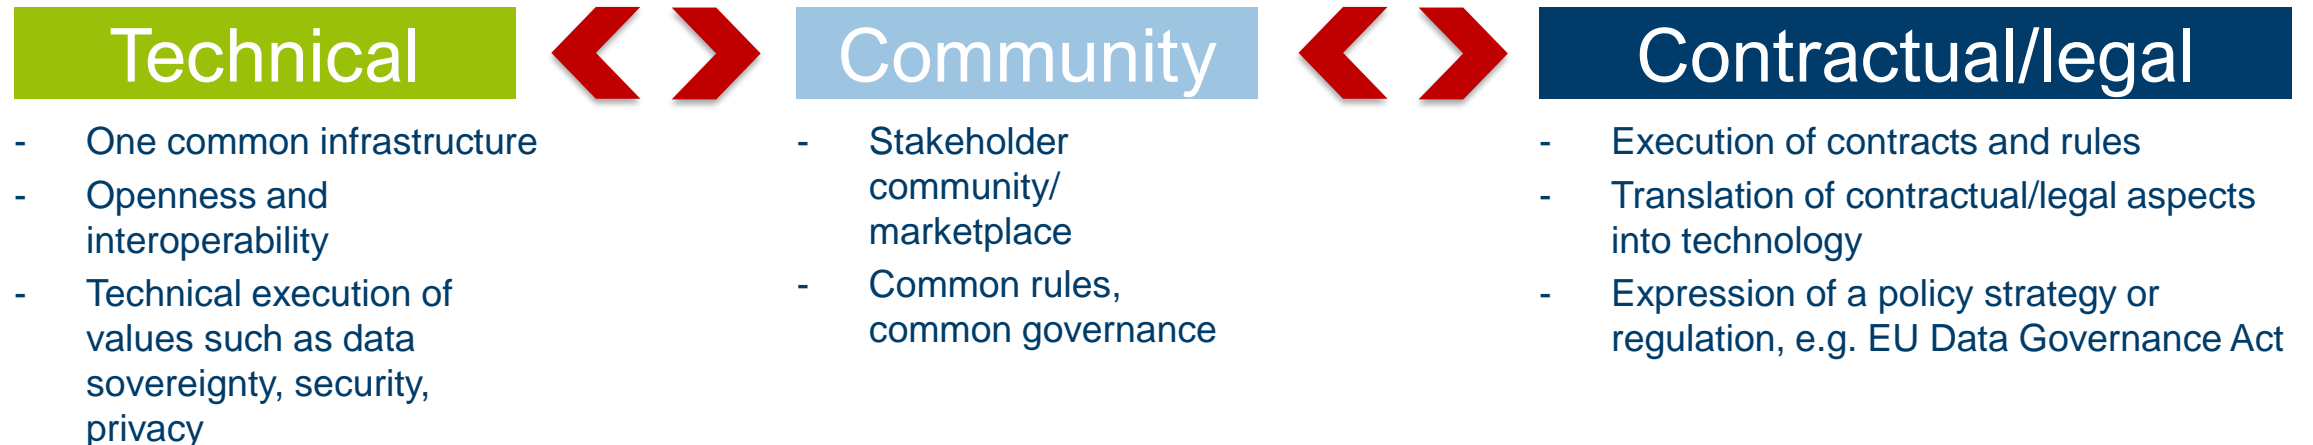 Technical
- One common infrastructure
- Openness and
interoperability
- Technical execution of
values such as data
sovereignty, security,
privacy
Community
- Stakeholder
community/
marketplace
- Common rules,
common governance
Contractual/legal
- Execution of contracts and rules
- Translation of contractual/legal aspects
into technology
- Expression of a policy strategy or
regulation, e.g. EU Data Governance Act